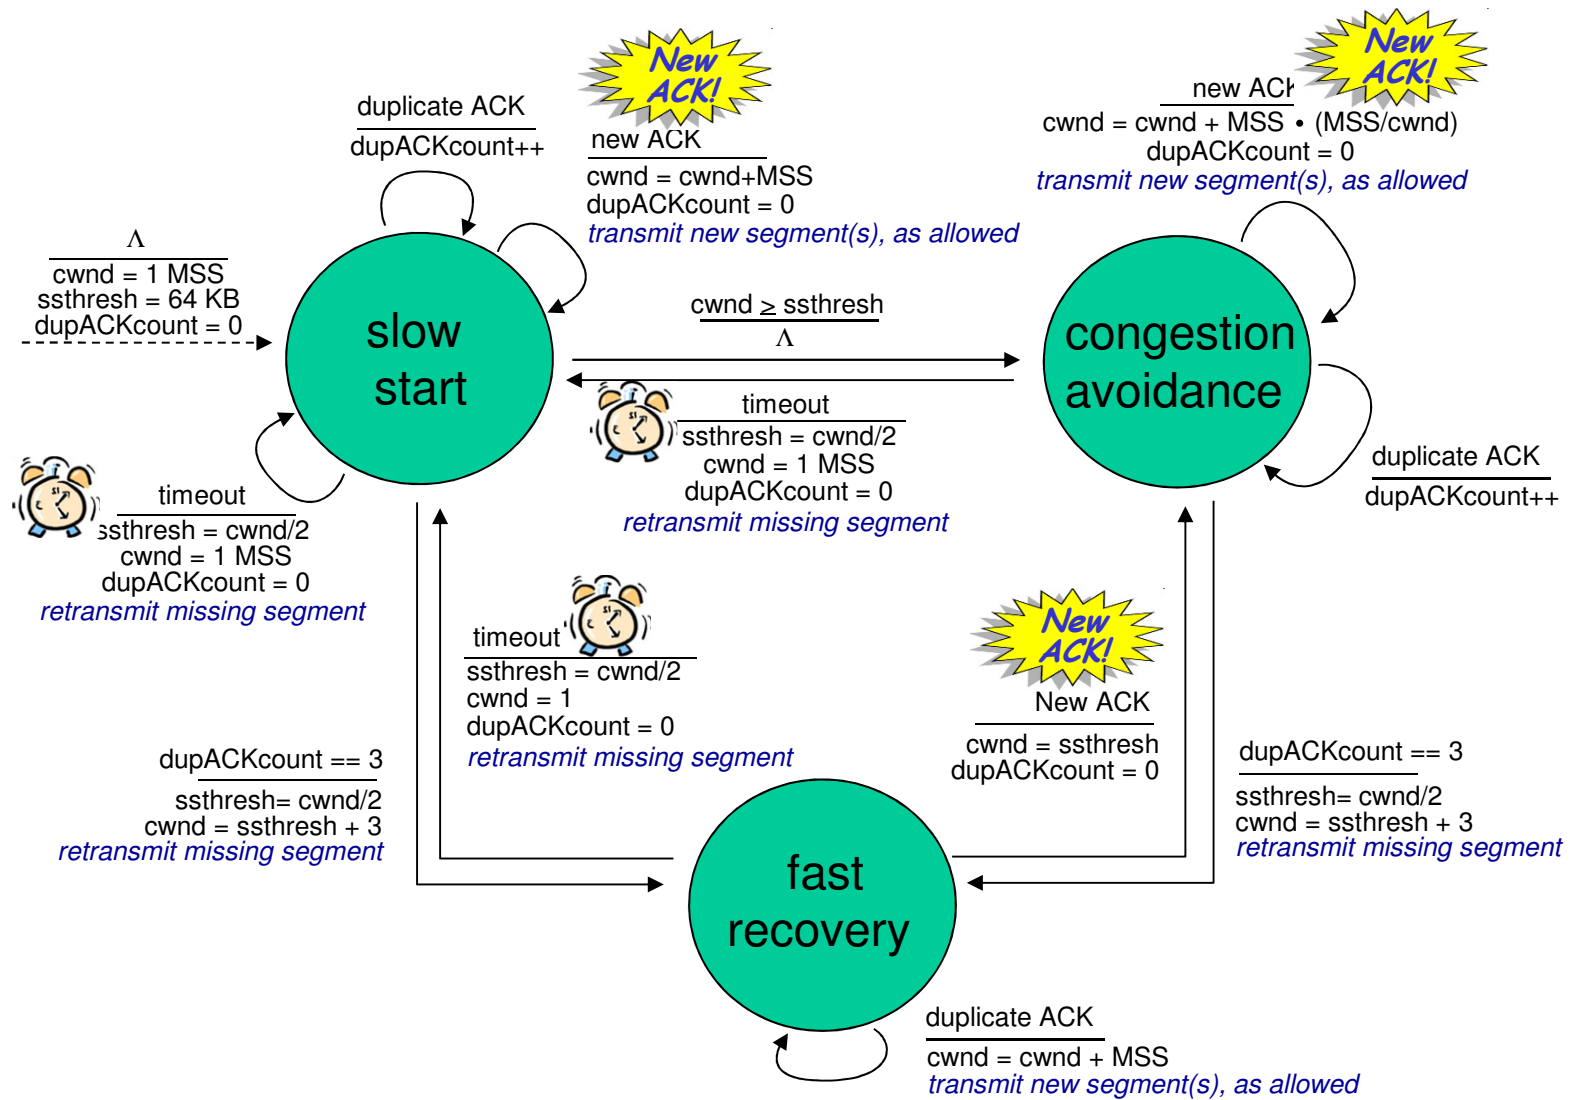 New
ACK!
duplicate ACK
dupACKcount++
new ACK
cwnd = cwnd+MSS
dupACKcount = 0
transmit new segment(s), as allowed
New
ACK!
new ACK
cwnd = cwnd + MSS • (MSS/cwnd)
dupACKcount = 0
transmit new segment(s), as allowed
Λ
cwnd = 1 MSS
ssthresh = 64 KB
dupACKcount = 0
slow
start
cwnd ≥ ssthresh
Λ
congestion
avoidance
timeout
ssthresh = cwnd/2
cwnd = 1 MSS
dupACKcount = 0
retransmit missing segment
duplicate ACK
dupACKcount++
timeout
ssthresh = cwnd/2
cwnd = 1 MSS
dupACKcount = 0
retransmit missing segment
timeout
ssthresh = cwnd/2
cwnd = 1
dupACKcount = 0
retransmit missing segment
New
ACK!
New ACK
cwnd = ssthresh
dupACKcount = 0
dupACKcount == 3
ssthresh= cwnd/2
cwnd = ssthresh + 3
retransmit missing segment
dupACKcount == 3
ssthresh= cwnd/2
cwnd = ssthresh + 3
retransmit missing segment
fast
recovery
duplicate ACK
cwnd = cwnd + MSS
transmit new segment(s), as allowed